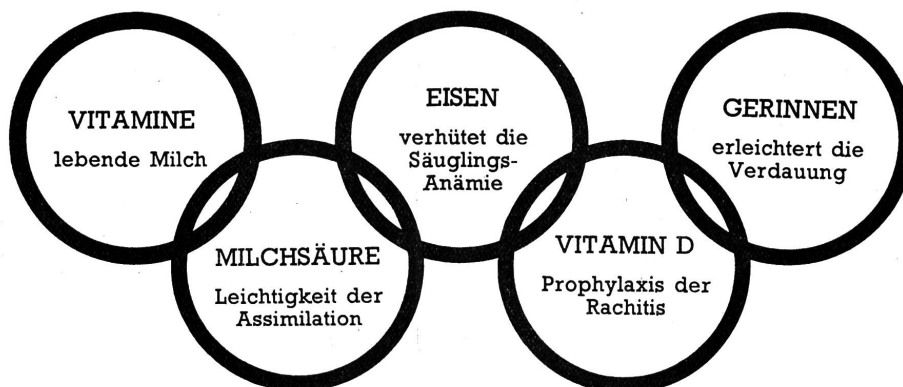 VITAMINE
lebende Milch
MILCHSÄURE
Leichtigkeit der
Assimilation
EISEN
verhütet die
Säuglings-
Anämie
VITAMIN D
Prophylaxis der
Rachitis
GERINNEN
erleichtert die
Verdauung